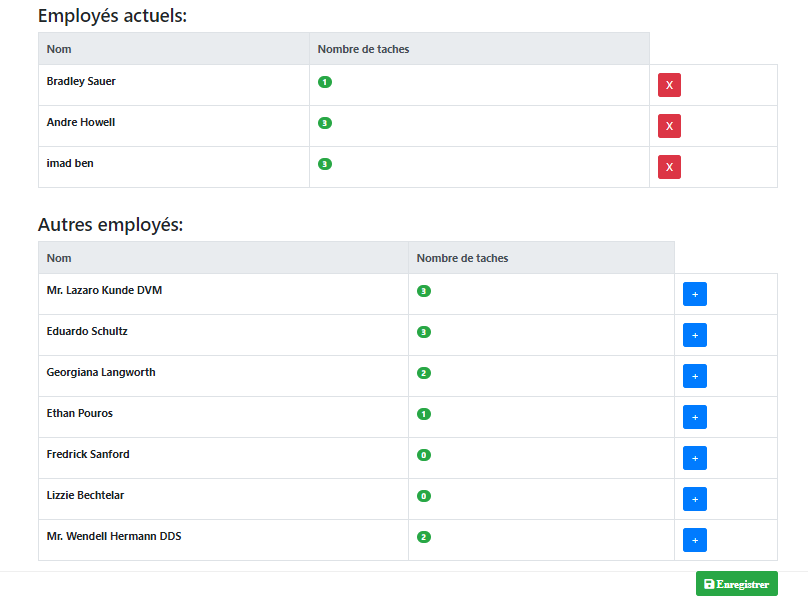 Employés actuels:
Nom Nombre de taches
Bradley Sauer 1 X
Andre Howell 3 X
imad ben 3 X
Autres employés:
Nom Nombre de taches
Mr. Lazaro Kunde DVM 3 +
Eduardo Schultz 3 +
Georgiana Langworth 2 +
Ethan Pouros 1 +
Fredrick Sanford 0 +
Lizzie Bechtelar 0 +
Mr. Wendell Hermann DDS 2 +
Enregistrer